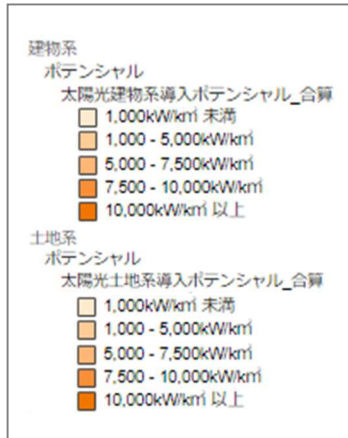 建物系
ポテンシャル
太陽光建物系導入ポテンシャル_合算
1,000kW/k㎡ 未満
1,000 - 5,000kW/k㎡
5,000 - 7,500kW/k㎡
7,500 - 10,000kW/k㎡
10,000kW/k㎡ 以上
土地系
ポテンシャル
太陽光土地系導入ポテンシャル_合算
1,000kW/k㎡ 未満
1,000 - 5,000kW/k㎡
5,000 - 7,500kW/k㎡
7,500 - 10,000kW/k㎡
10,000kW/k㎡ 以上